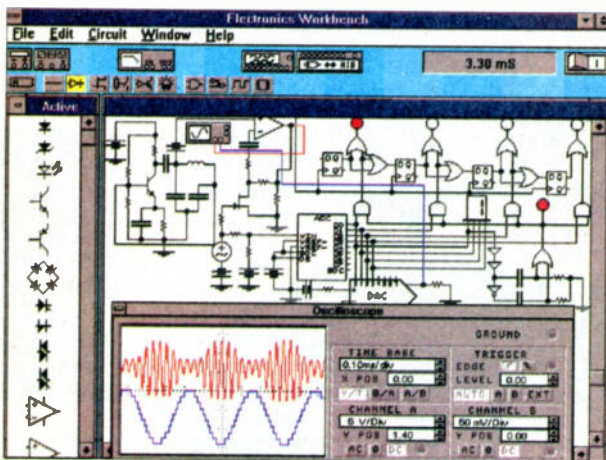 Electronics Workbench
File Edit Circuit Window Help
3.30 mS
Active
ADC
DAC
Oscilloscope
GROUND
TIME BASE
0.10ms/div
X POS 0.00
Y/T B/A A/B
TRIGGER
EDGE
LEVEL 0.00
AUTO A B EXT
CHANNEL A
5 V/Div
Y POS 1.40
AC 0 DC
CHANNEL B
50 mV/Div
Y POS 0.00
AC 0 DC